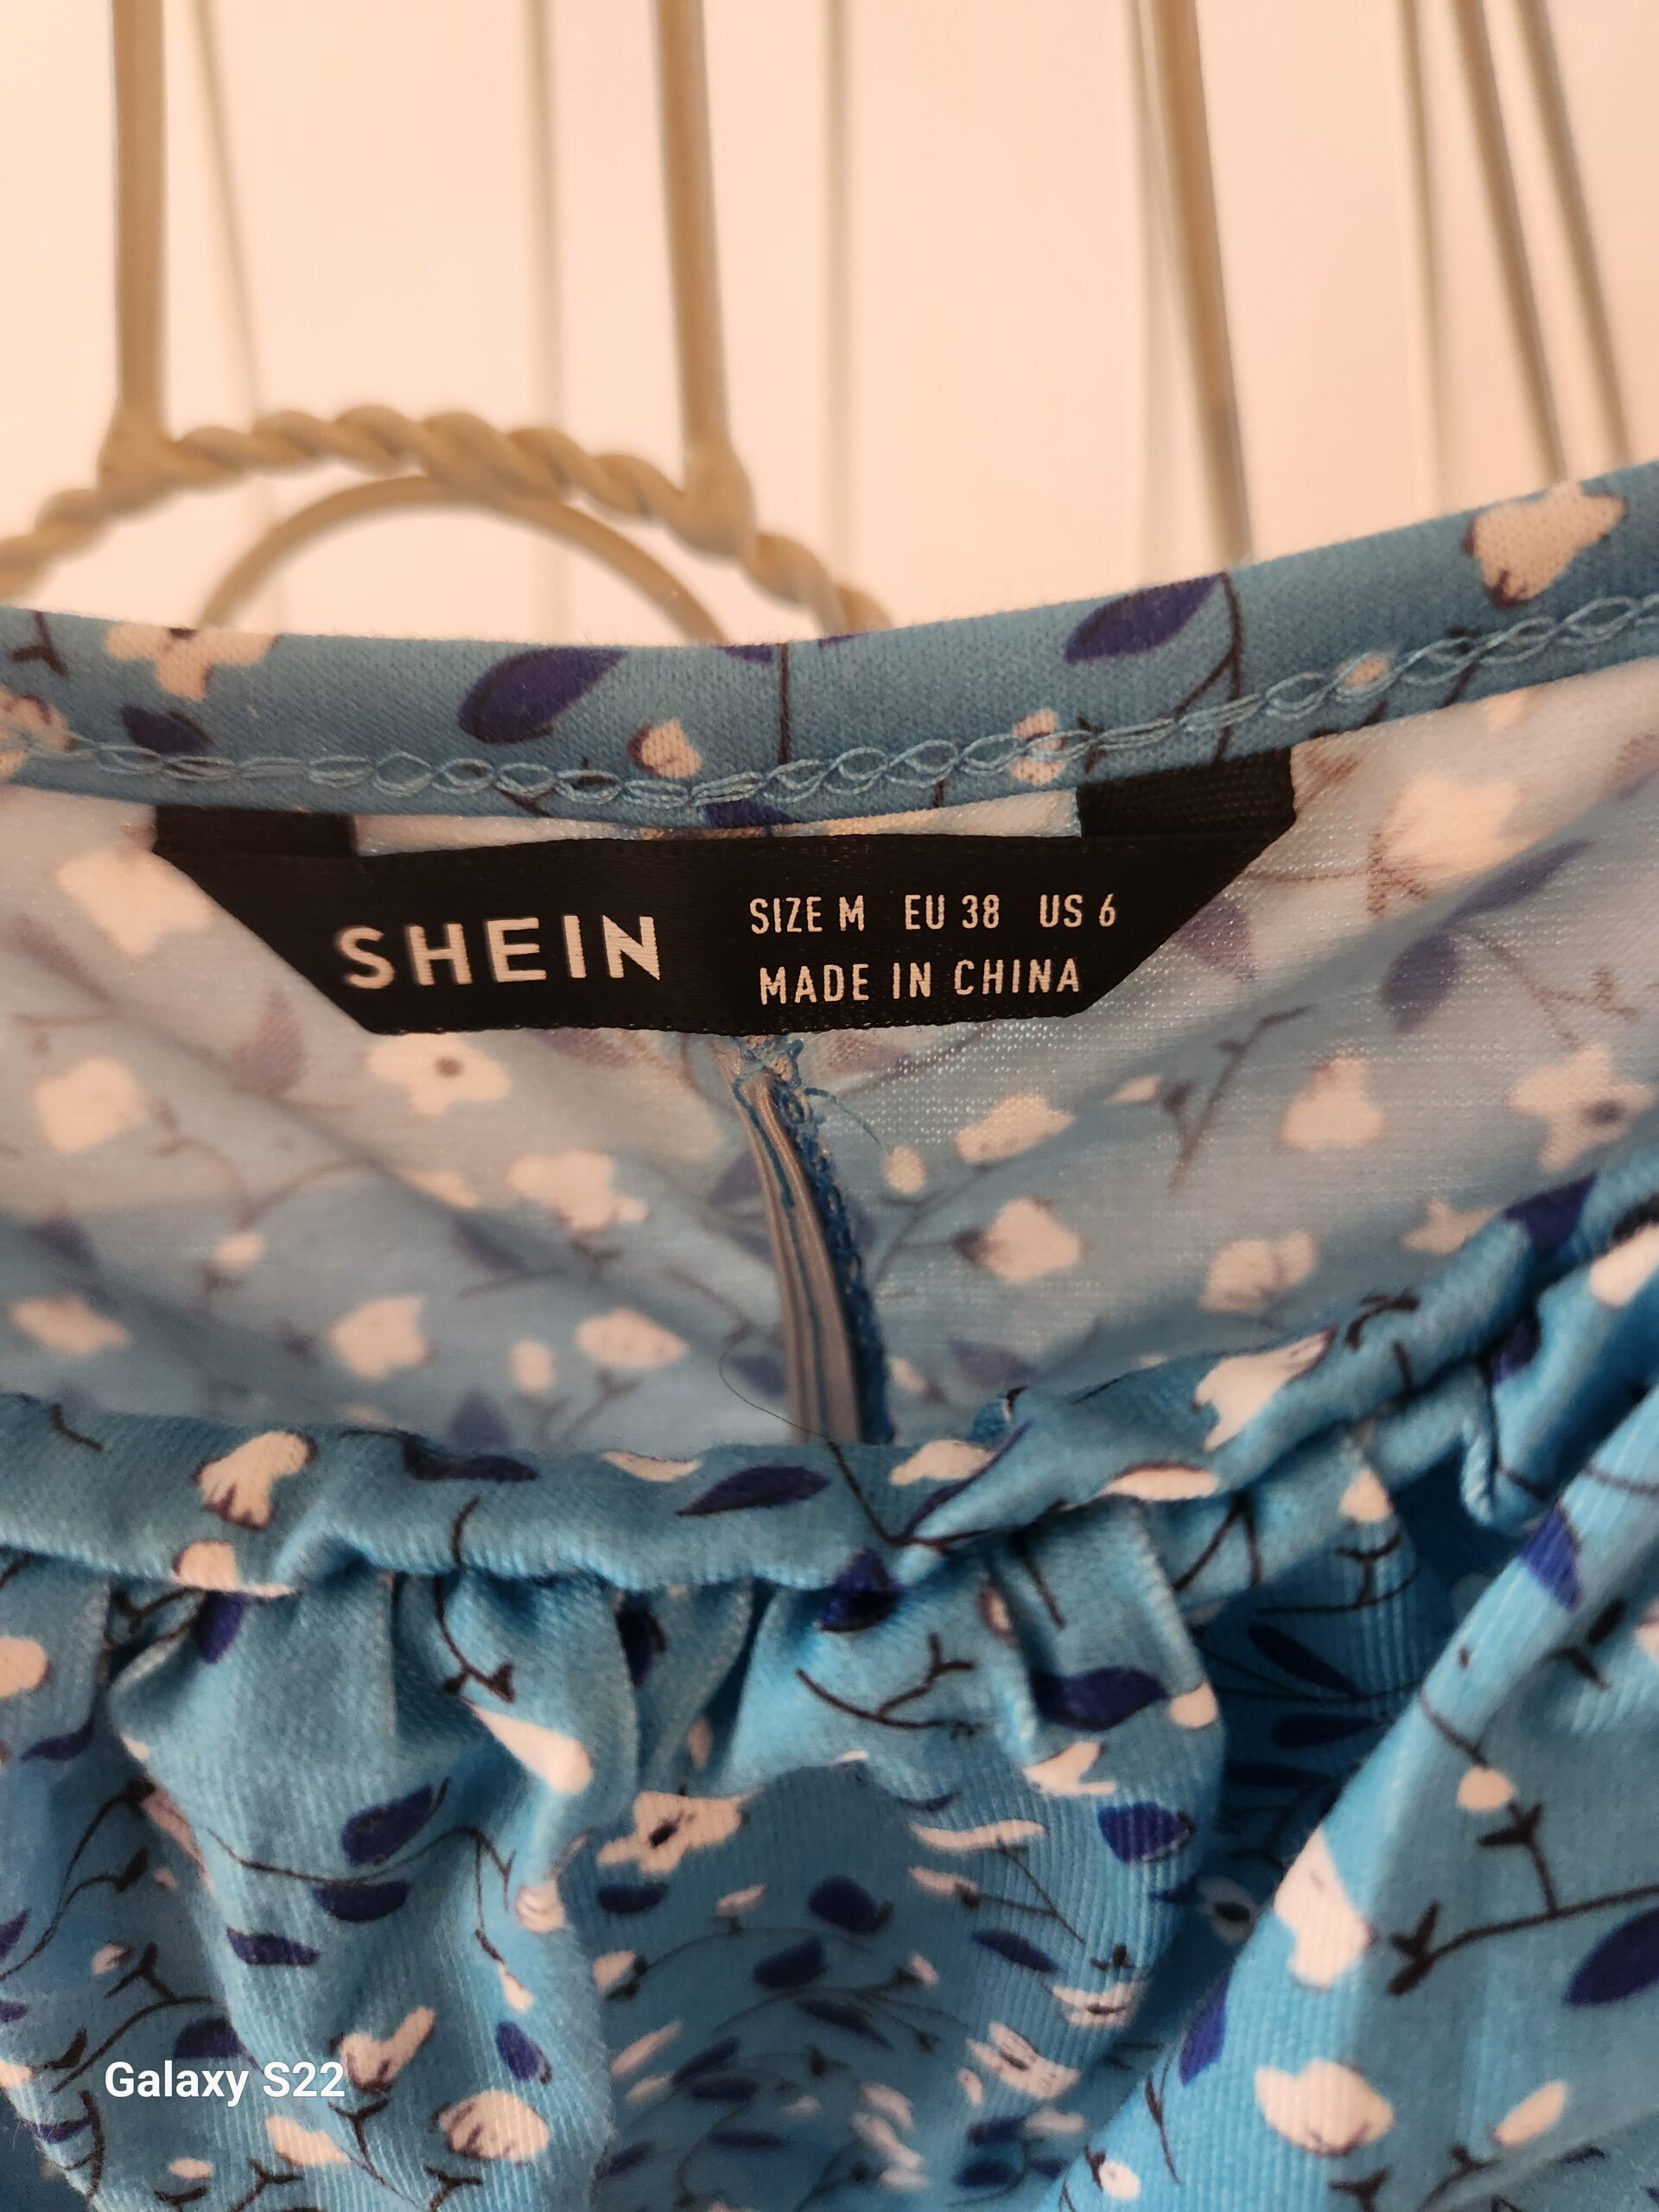 SHEIN
SIZE M EU 38 US 6
MADE IN CHINA
Galaxy S22